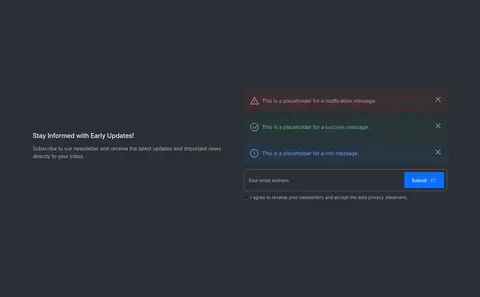 Stay Informed with Early Updates!
Subscribe to our newsletter and receive the latest updates and important news
directly to your inbox.
This is a placeholder for a notification message.
This is a placeholder for a success message.
This is a placeholder for a info message.
Your email address
Submit
I agree to receive your newsletters and accept the data privacy statement.